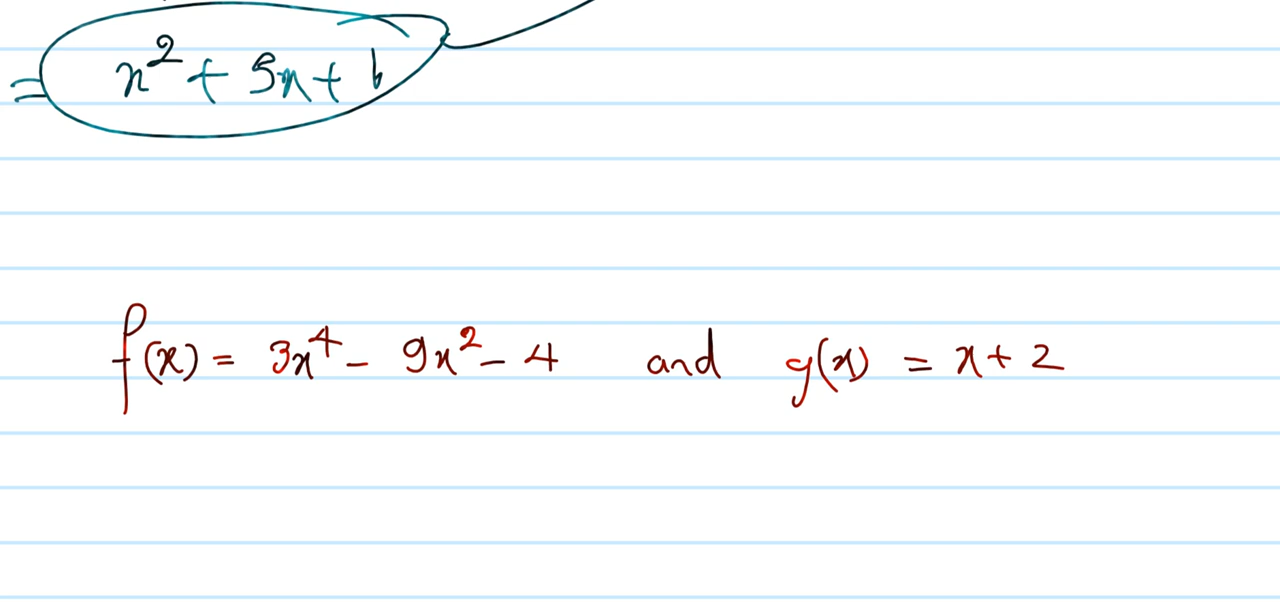 = x² + 5x + 6
f(x) = 3x⁴ - 9x² - 4 and g(x) = x + 2